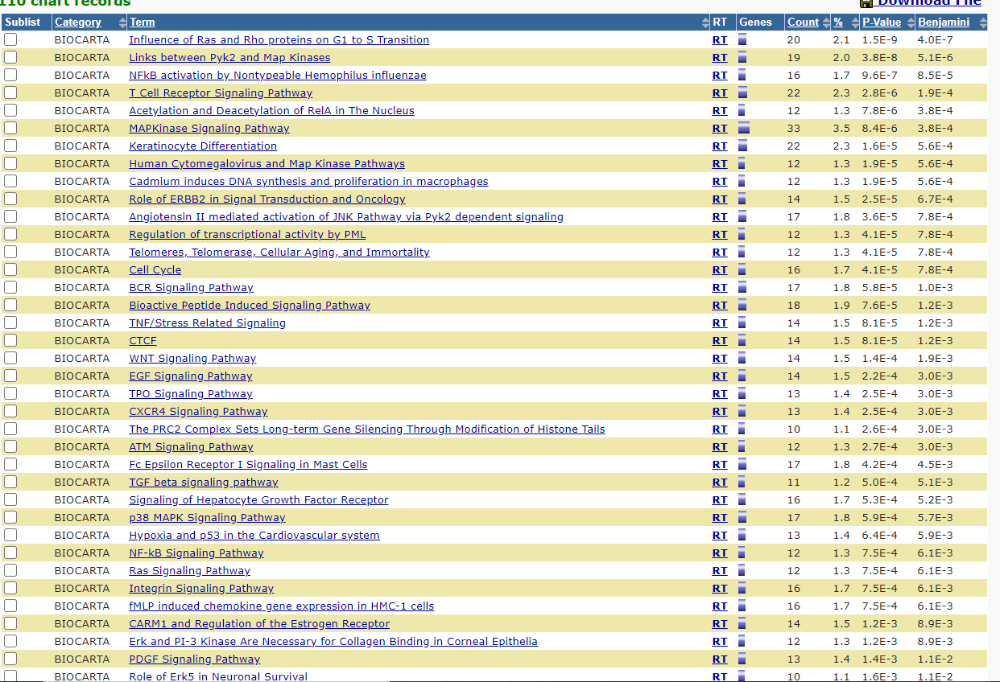 110 chart records Download File
Sublist Category Term RT Genes Count % P-Value Benjamini
BIOCARTA Influence of Ras and Rho proteins on G1 to S Transition RT 20 2.1 1.5E-9 4.0E-7
BIOCARTA Links between Pyk2 and Map Kinases RT 19 2.0 3.8E-8 5.1E-6
BIOCARTA NFkB activation by Nontypeable Hemophilus influenzae RT 16 1.7 9.6E-7 8.5E-5
BIOCARTA T Cell Receptor Signaling Pathway RT 22 2.3 2.8E-6 1.9E-4
BIOCARTA Acetylation and Deacetylation of RelA in The Nucleus RT 12 1.3 7.8E-6 3.8E-4
BIOCARTA MAPKinase Signaling Pathway RT 33 3.5 8.4E-6 3.8E-4
BIOCARTA Keratinocyte Differentiation RT 22 2.3 1.6E-5 5.6E-4
BIOCARTA Human Cytomegalovirus and Map Kinase Pathways RT 12 1.3 1.9E-5 5.6E-4
BIOCARTA Cadmium induces DNA synthesis and proliferation in macrophages RT 12 1.3 1.9E-5 5.6E-4
BIOCARTA Role of ERBB2 in Signal Transduction and Oncology RT 14 1.5 2.5E-5 6.7E-4
BIOCARTA Angiotensin II mediated activation of JNK Pathway via Pyk2 dependent signaling RT 17 1.8 3.6E-5 7.8E-4
BIOCARTA Regulation of transcriptional activity by PML RT 12 1.3 4.1E-5 7.8E-4
BIOCARTA Telomeres, Telomerase, Cellular Aging, and Immortality RT 12 1.3 4.1E-5 7.8E-4
BIOCARTA Cell Cycle RT 16 1.7 4.1E-5 7.8E-4
BIOCARTA BCR Signaling Pathway RT 17 1.8 5.8E-5 1.0E-3
BIOCARTA Bioactive Peptide Induced Signaling Pathway RT 18 1.9 7.6E-5 1.2E-3
BIOCARTA TNF/Stress Related Signaling RT 14 1.5 8.1E-5 1.2E-3
BIOCARTA CTCF RT 14 1.5 8.1E-5 1.2E-3
BIOCARTA WNT Signaling Pathway RT 14 1.5 1.4E-4 1.9E-3
BIOCARTA EGF Signaling Pathway RT 14 1.5 2.2E-4 3.0E-3
BIOCARTA TPO Signaling Pathway RT 13 1.4 2.5E-4 3.0E-3
BIOCARTA CXCR4 Signaling Pathway RT 13 1.4 2.5E-4 3.0E-3
BIOCARTA The PRC2 Complex Sets Long-term Gene Silencing Through Modification of Histone Tails RT 10 1.1 2.6E-4 3.0E-3
BIOCARTA ATM Signaling Pathway RT 12 1.3 2.7E-4 3.0E-3
BIOCARTA Fc Epsilon Receptor I Signaling in Mast Cells RT 17 1.8 4.2E-4 4.5E-3
BIOCARTA TGF beta signaling pathway RT 11 1.2 5.0E-4 5.1E-3
BIOCARTA Signaling of Hepatocyte Growth Factor Receptor RT 16 1.7 5.3E-4 5.2E-3
BIOCARTA p38 MAPK Signaling Pathway RT 17 1.8 5.9E-4 5.7E-3
BIOCARTA Hypoxia and p53 in the Cardiovascular system RT 13 1.4 6.4E-4 5.9E-3
BIOCARTA NF-kB Signaling Pathway RT 12 1.3 7.5E-4 6.1E-3
BIOCARTA Ras Signaling Pathway RT 12 1.3 7.5E-4 6.1E-3
BIOCARTA Integrin Signaling Pathway RT 16 1.7 7.5E-4 6.1E-3
BIOCARTA fMLP induced chemokine gene expression in HMC-1 cells RT 16 1.7 7.5E-4 6.1E-3
BIOCARTA CARM1 and Regulation of the Estrogen Receptor RT 14 1.5 1.2E-3 8.9E-3
BIOCARTA Erk and PI-3 Kinase Are Necessary for Collagen Binding in Corneal Epithelia RT 12 1.3 1.2E-3 8.9E-3
BIOCARTA PDGF Signaling Pathway RT 13 1.4 1.4E-3 1.1E-2
BIOCARTA Role of Erk5 in Neuronal Survival RT 10 1.1 1.6E-3 1.1E-2